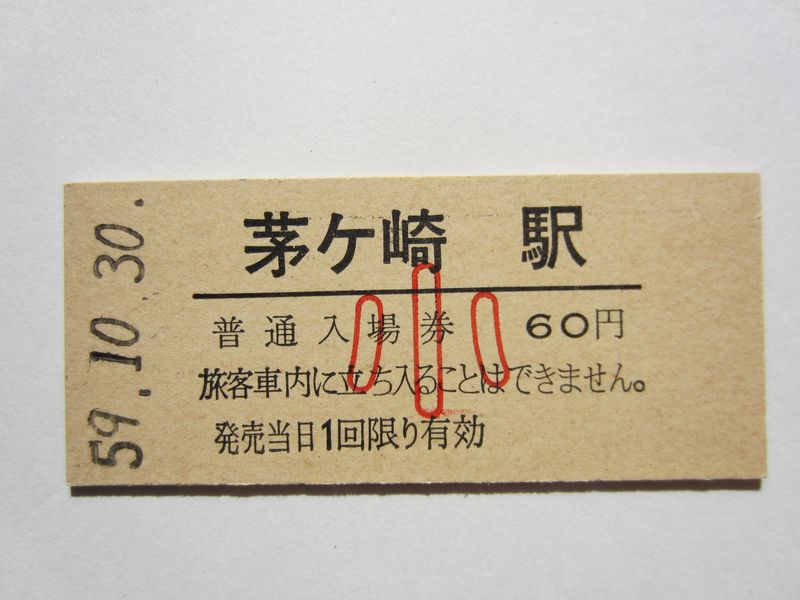 茅ケ崎 駅
普通入場券 60円
旅客車内に立ち入ることはできません。
発売当日1回限り有効
小
59.10.30.